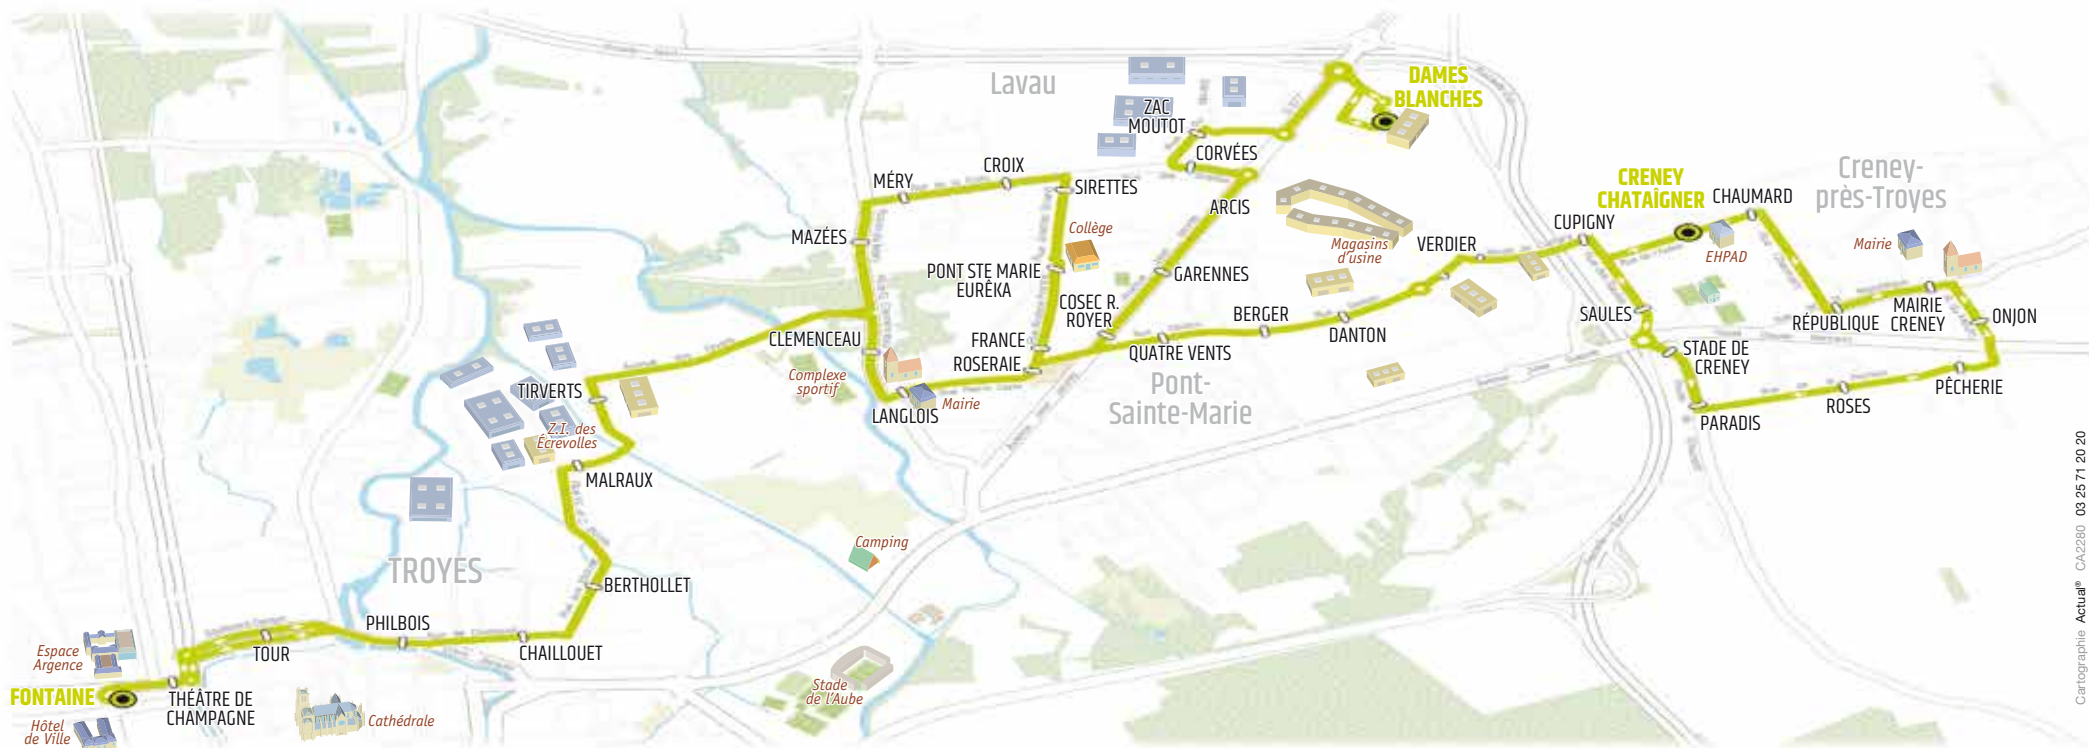 Lavau
DAMES
BLANCHES
ZAC
MOUTOT
CORVÉES
CROIX
MÉRY
SIRETTES
ARCIS
CRENEY
CHATAÎGNER
CHAUMARD
Creney-
près-Troyes
CUPIGNY
Mairie
EHPAD
MAZÉES
Collège
Magasins
d'usine
VERDIER
PONT STE MARIE
EURÊKA
GARENNES
COSEC R.
ROYER
BERGER
DANTON
SAULES
RÉPUBLIQUE
MAIRIE
CRENEY
ONJON
CLEMENCEAU
FRANCE
ROSERAIE
QUATRE VENTS
STADE DE
CRENEY
Complexe
sportif
Pont-
Sainte-Marie
PÊCHERIE
TIRVERTS
LANGLOIS
Mairie
ROSES
PARADIS
Z.I. des
Écrevolles
MALRAUX
Camping
TROYES
BERTHOLLET
PHILBOIS
Espace
Argence
TOUR
CHAILLOUET
FONTAINE
THÉÂTRE DE
CHAMPAGNE
Stade
de l'Aube
Hôtel
de Ville
Cathédrale
Cartographie Actual® CA2280 03 25 71 20 20